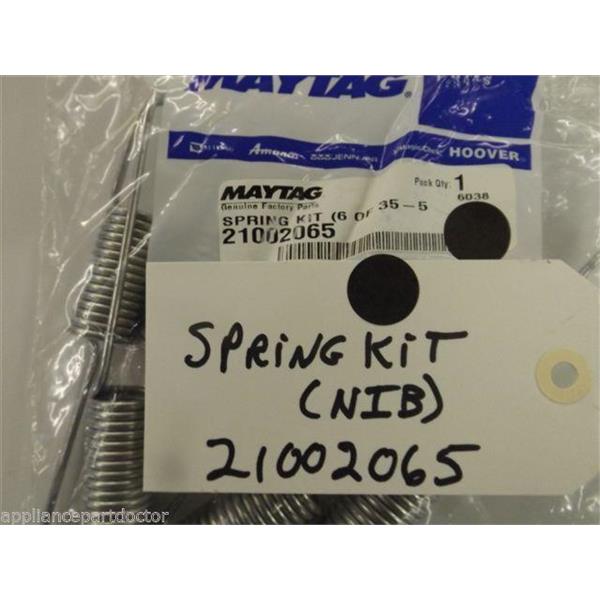 MAYTAG
Amana JENN-AIR HOOVER
MAYTAG Pack Qty: 1
Genuine Factory Parts 6038
SPRING KIT (6 OF 35-5
21002065
SPRING KIT
(NIB)
21002065
appliancepartdoctor